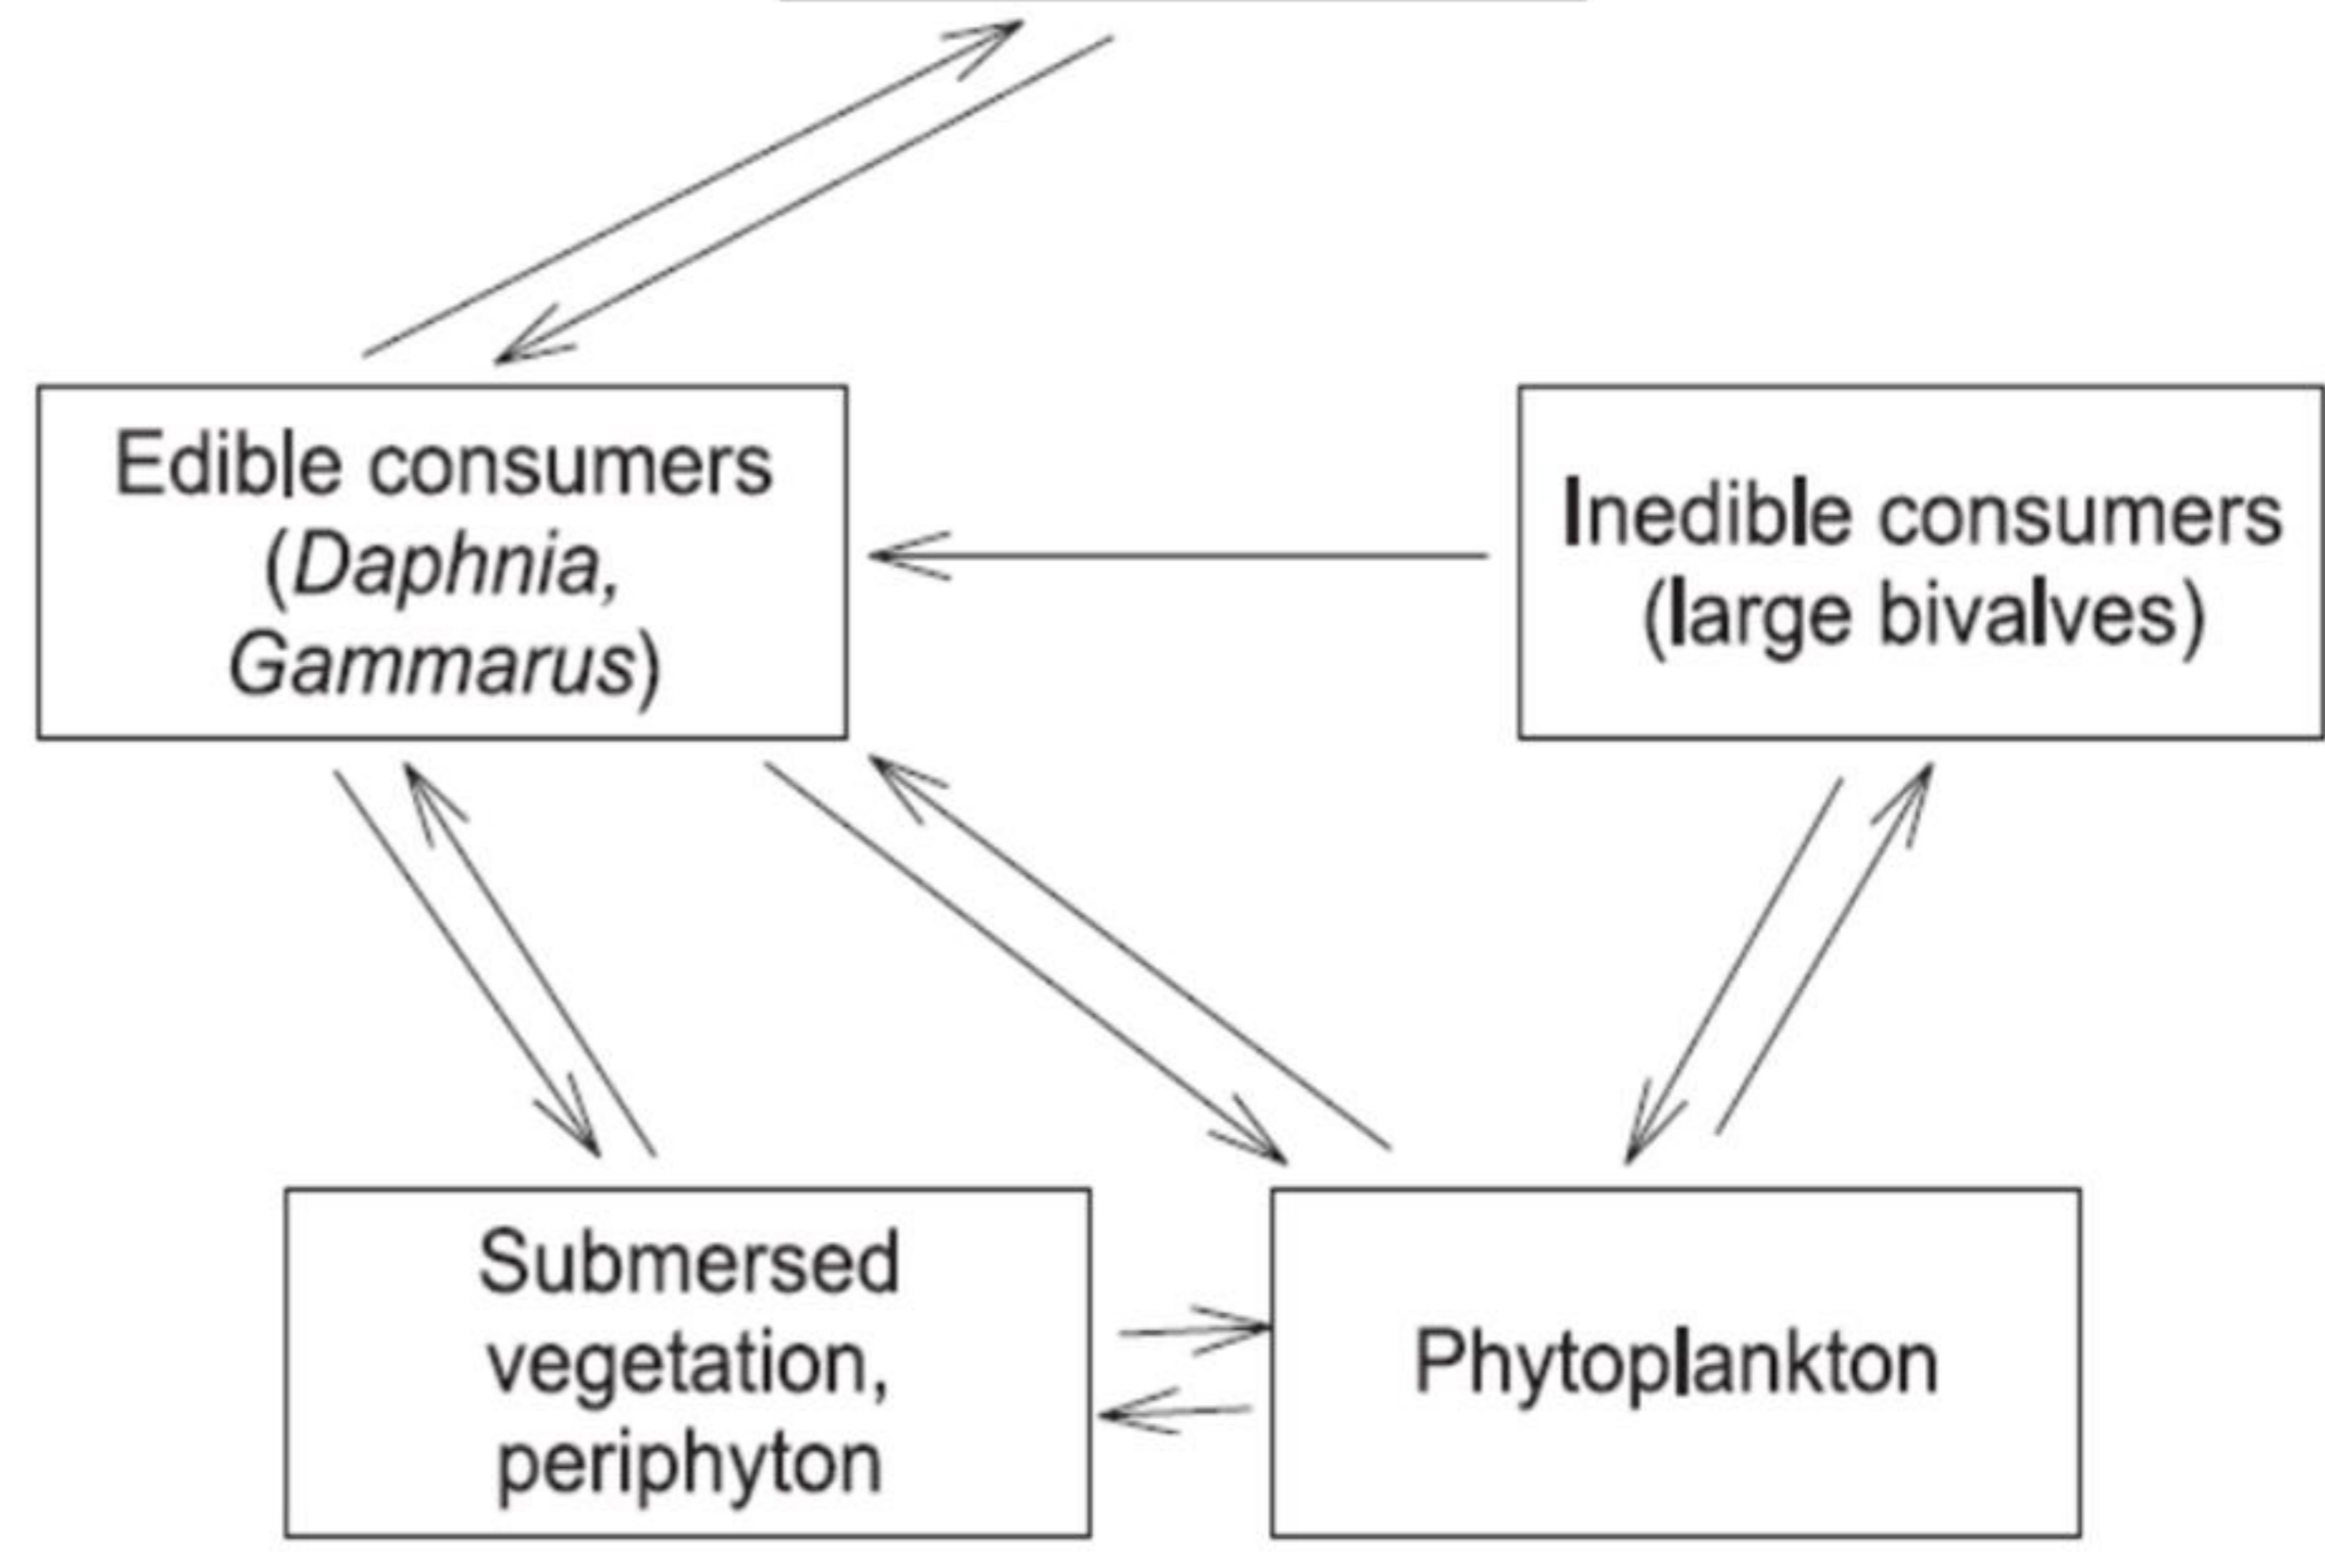 Edible consumers
(Daphnia,
Gammarus)
Inedible consumers
(large bivalves)
Submersed
vegetation,
periphyton
Phytoplankton